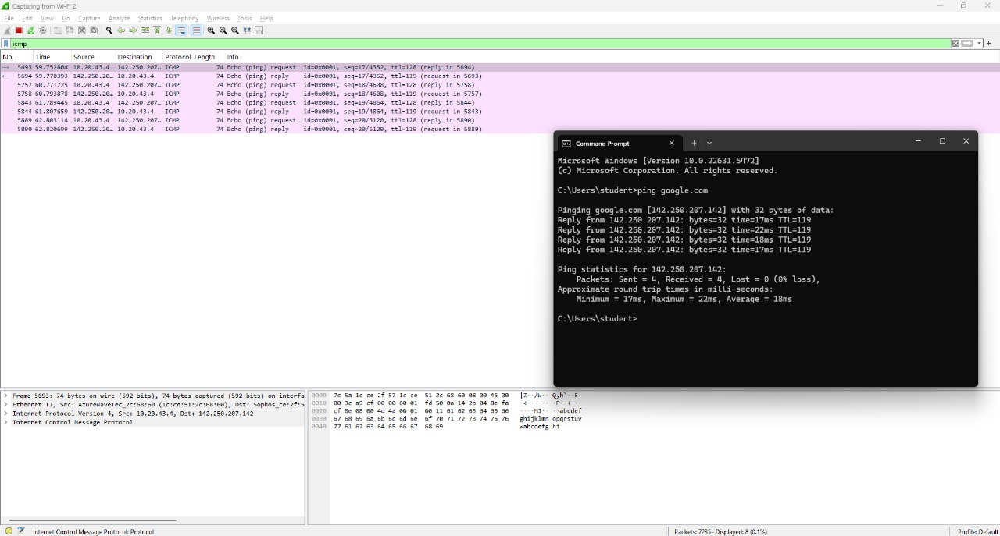 Capturing from Wi-Fi 2
File Edit View Go Capture Analyze Statistics Telephony Wireless Tools Help
icmp
No. Time Source Destination Protocol Length Info
5693 59.752804 10.20.43.4 142.250.207… ICMP 74 Echo (ping) request id=0x0001, seq=17/4352, ttl=128 (reply in 5694)
5694 59.770393 142.250.20… 10.20.43.4 ICMP 74 Echo (ping) reply id=0x0001, seq=17/4352, ttl=119 (request in 5693)
5757 60.771725 10.20.43.4 142.250.207… ICMP 74 Echo (ping) request id=0x0001, seq=18/4608, ttl=128 (reply in 5758)
5758 60.793878 142.250.20… 10.20.43.4 ICMP 74 Echo (ping) reply id=0x0001, seq=18/4608, ttl=119 (request in 5757)
5843 61.789445 10.20.43.4 142.250.207… ICMP 74 Echo (ping) request id=0x0001, seq=19/4864, ttl=128 (reply in 5844)
5844 61.807659 142.250.20… 10.20.43.4 ICMP 74 Echo (ping) reply id=0x0001, seq=19/4864, ttl=119 (request in 5843)
5889 62.803114 10.20.43.4 142.250.207… ICMP 74 Echo (ping) request id=0x0001, seq=20/5120, ttl=128 (reply in 5890)
5890 62.820699 142.250.20… 10.20.43.4 ICMP 74 Echo (ping) reply id=0x0001, seq=20/5120, ttl=119 (request in 5889)
Command Prompt
Microsoft Windows [Version 10.0.22631.5472]
(c) Microsoft Corporation. All rights reserved.
C:\Users\student>ping google.com
Pinging google.com [142.250.207.142] with 32 bytes of data:
Reply from 142.250.207.142: bytes=32 time=17ms TTL=119
Reply from 142.250.207.142: bytes=32 time=22ms TTL=119
Reply from 142.250.207.142: bytes=32 time=18ms TTL=119
Reply from 142.250.207.142: bytes=32 time=17ms TTL=119
Ping statistics for 142.250.207.142:
Packets: Sent = 4, Received = 4, Lost = 0 (0% loss),
Approximate round trip times in milli-seconds:
Minimum = 17ms, Maximum = 22ms, Average = 18ms
C:\Users\student>
Frame 5693: 74 bytes on wire (592 bits), 74 bytes captured (592 bits) on interfa
Ethernet II, Src: AzureWaveTec_2c:68:60 (1c:ce:51:2c:68:60), Dst: Sophos_ce:2f:5
Internet Protocol Version 4, Src: 10.20.43.4, Dst: 142.250.207.142
Internet Control Message Protocol
0000 7c 5a 1c ce 2f 57 1c ce 51 2c 68 60 08 00 45 00 |Z··/W·· Q,h`··E·
0010 00 3c a9 cf 00 00 80 01 fd 50 0a 14 2b 04 8e fa ·<······ ·P··+···
0020 cf 8e 08 00 4d 4a 00 01 00 11 61 62 63 64 65 66 ····MJ·· ··abcdef
0030 67 68 69 6a 6b 6c 6d 6e 6f 70 71 72 73 74 75 76 ghijklmn opqrstuv
0040 77 61 62 63 64 65 66 67 68 69 wabcdefg hi
Internet Control Message Protocol: Protocol
Packets: 7235 · Displayed: 8 (0.1%)
Profile: Default